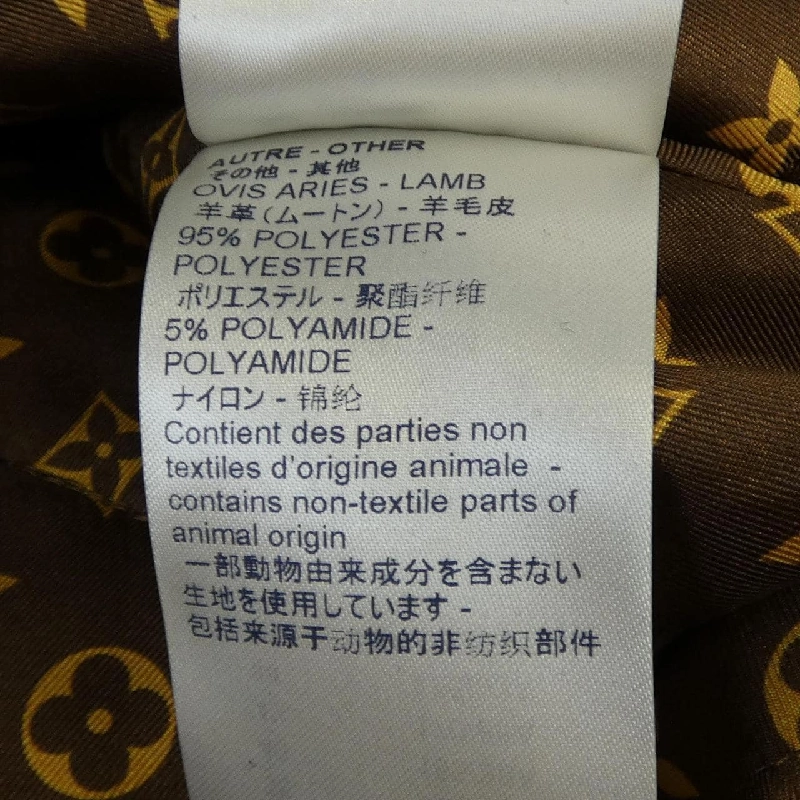 AUTRE - OTHER
その他 - 其他
OVIS ARIES - LAMB
羊革(ムートン) - 羊毛皮
95% POLYESTER -
POLYESTER
ポリエステル - 聚酯纤维
5% POLYAMIDE -
POLYAMIDE
ナイロン - 锦纶
Contient des parties non
textiles d'origine animale -
contains non-textile parts of
animal origin
一部動物由来成分を含まない
生地を使用しています -
包括来源于动物的非纺织部件